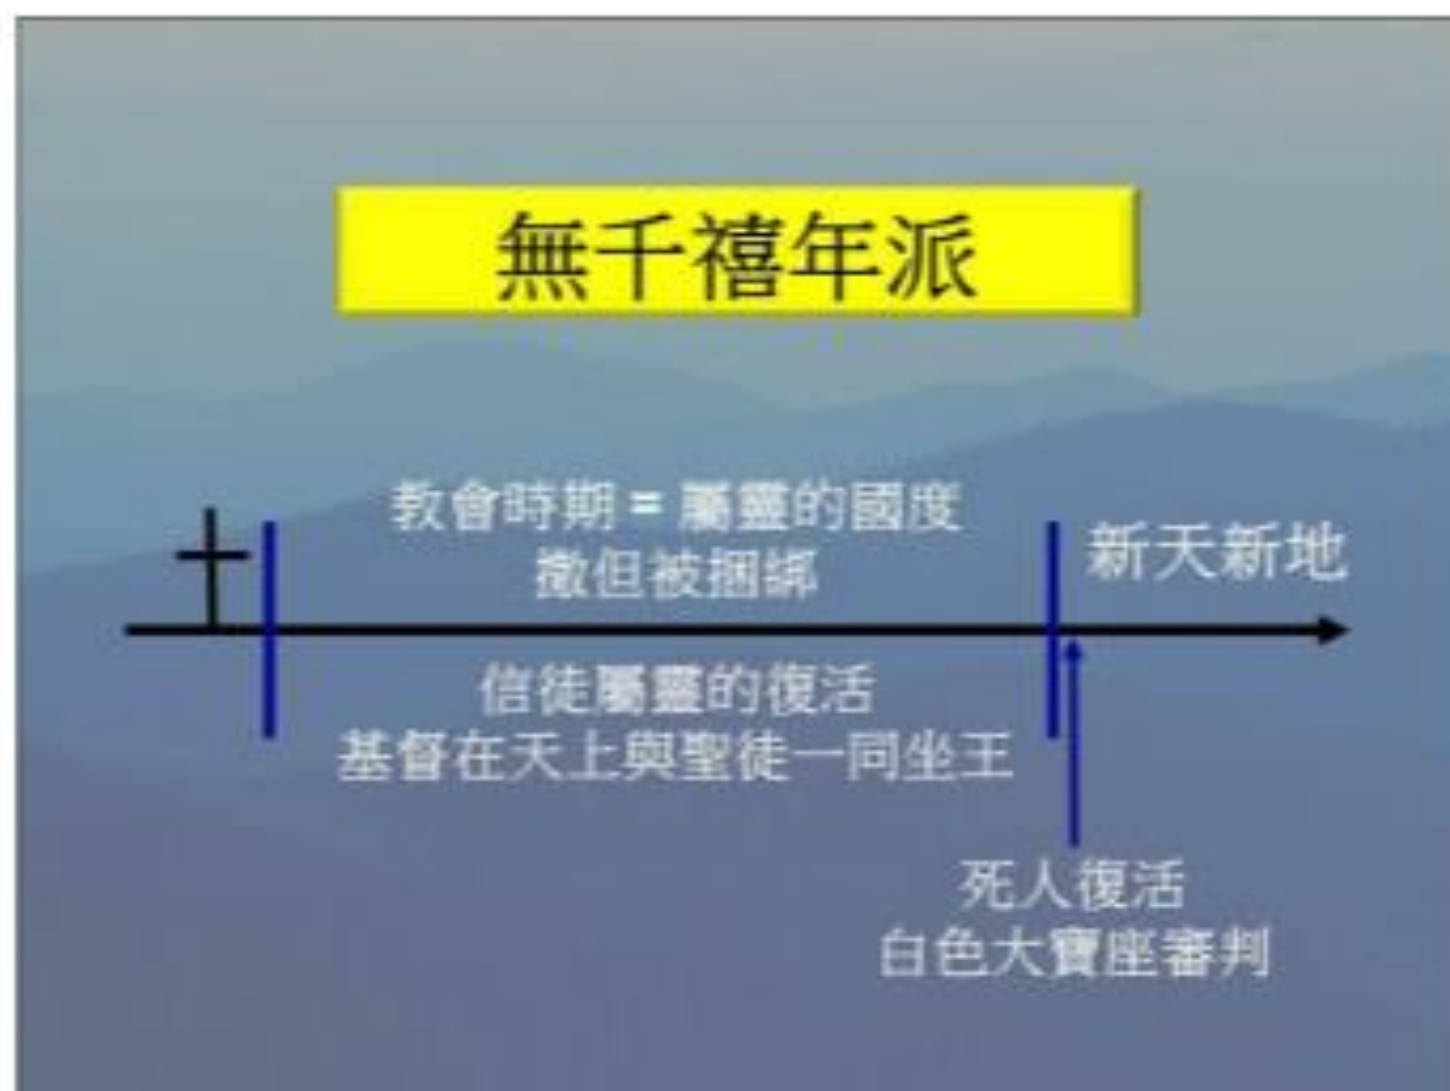 無千禧年派
教會時期 = 屬靈的國度
撒但被捆綁
新天新地
信徒屬靈的復活
基督在天上與聖徒一同坐王
死人復活
白色大寶座審判